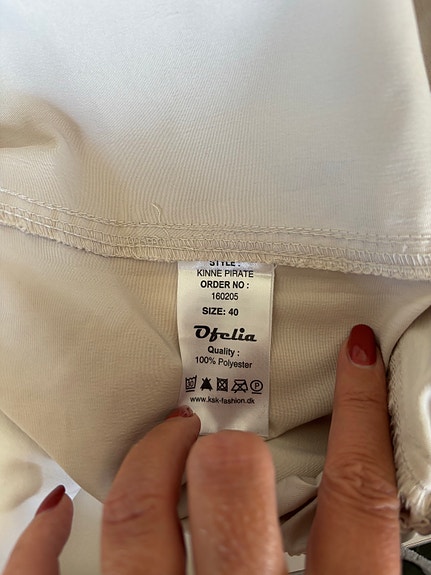 STYLE :
KINNE PIRATE
ORDER NO :
160205
SIZE: 40
Ofelia
Quality :
100% Polyester
www.ksk-fashion.dk